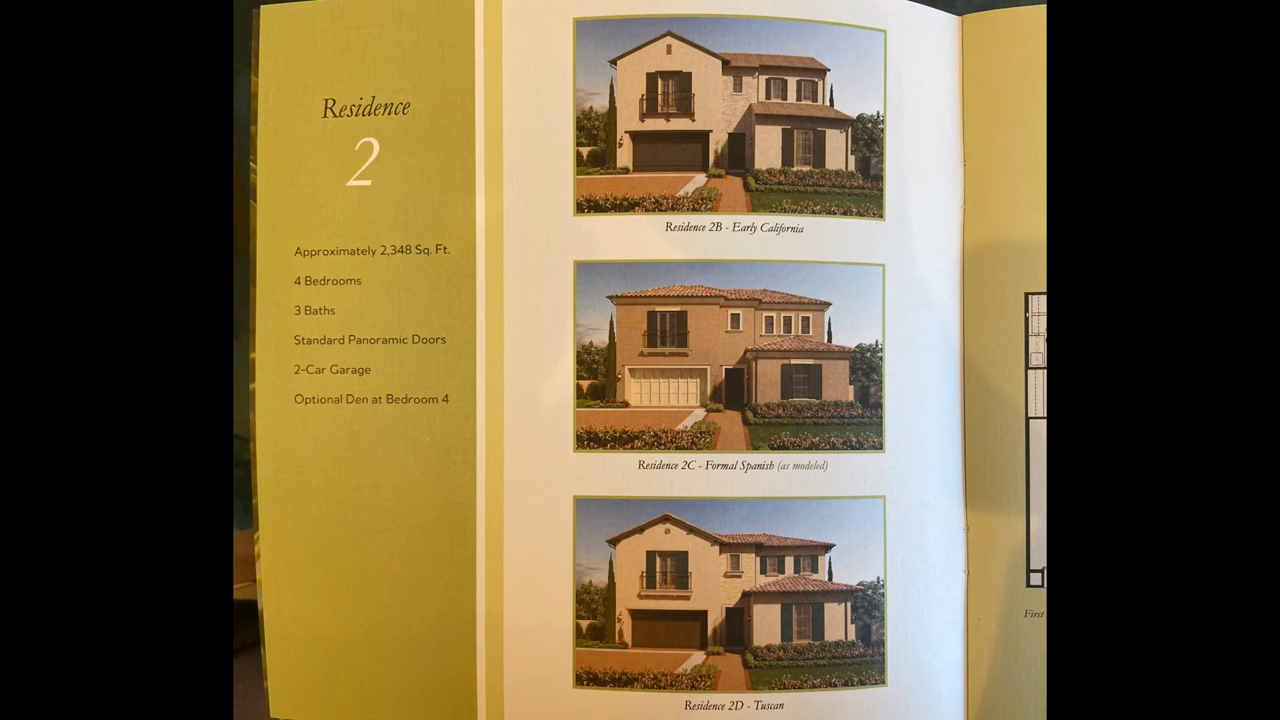 Residence
2
Approximately 2,348 Sq. Ft.
4 Bedrooms
3 Baths
Standard Panoramic Doors
2-Car Garage
Optional Den at Bedroom 4
Residence 2B - Early California
Residence 2C - Formal Spanish (as modeled)
Residence 2D - Tuscan
First